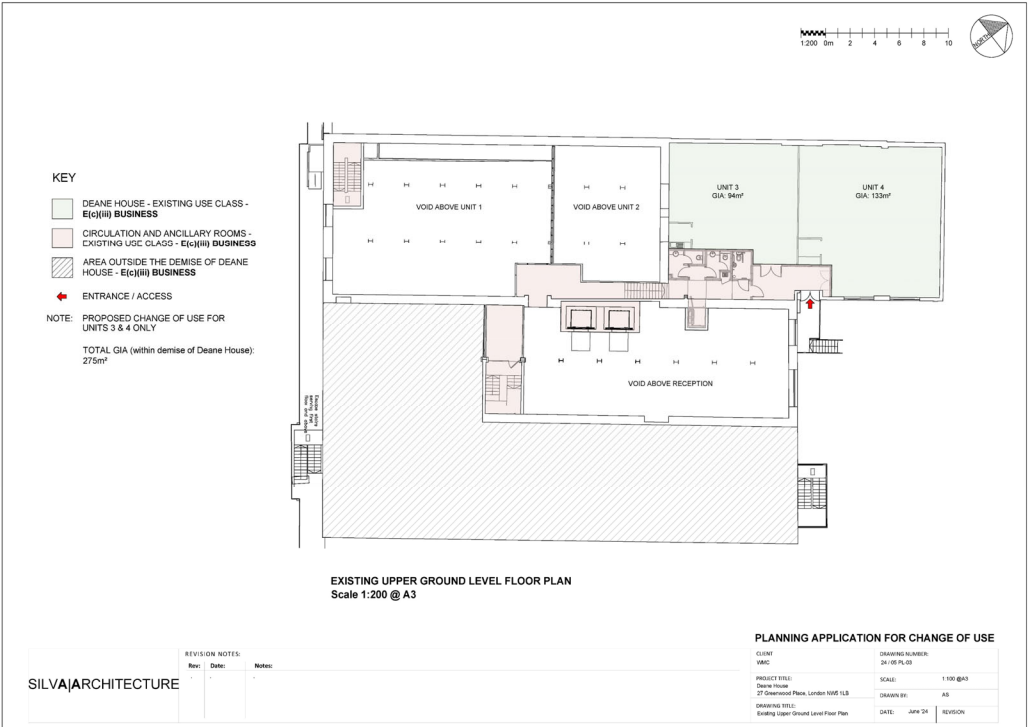 1:200 0m 2 4 6 8 10
NORTH
KEY
DEANE HOUSE - EXISTING USE CLASS -
E(c)(iii) BUSINESS
CIRCULATION AND ANCILLARY ROOMS -
EXISTING USE CLASS - E(c)(iii) BUSINESS
AREA OUTSIDE THE DEMISE OF DEANE
HOUSE - E(c)(iii) BUSINESS
ENTRANCE / ACCESS
NOTE: PROPOSED CHANGE OF USE FOR
UNITS 3 & 4 ONLY
TOTAL GIA (within demise of Deane House):
275m²
VOID ABOVE UNIT 1
VOID ABOVE UNIT 2
UNIT 3
GIA: 94m²
UNIT 4
GIA: 133m²
VOID ABOVE RECEPTION
Escape stairs
serving first
floor and above
EXISTING UPPER GROUND LEVEL FLOOR PLAN
Scale 1:200 @ A3
PLANNING APPLICATION FOR CHANGE OF USE
SILVA|ARCHITECTURE
REVISION NOTES:
Rev: Date: Notes:
- - -
CLIENT
WMC
DRAWING NUMBER:
24 / 05 PL-03
PROJECT TITLE:
Deane House
27 Greenwood Place, London NW5 1LB
SCALE: 1:100 @A3
DRAWN BY: AS
DRAWING TITLE:
Existing Upper Ground Level Floor Plan
DATE: June '24 REVISION